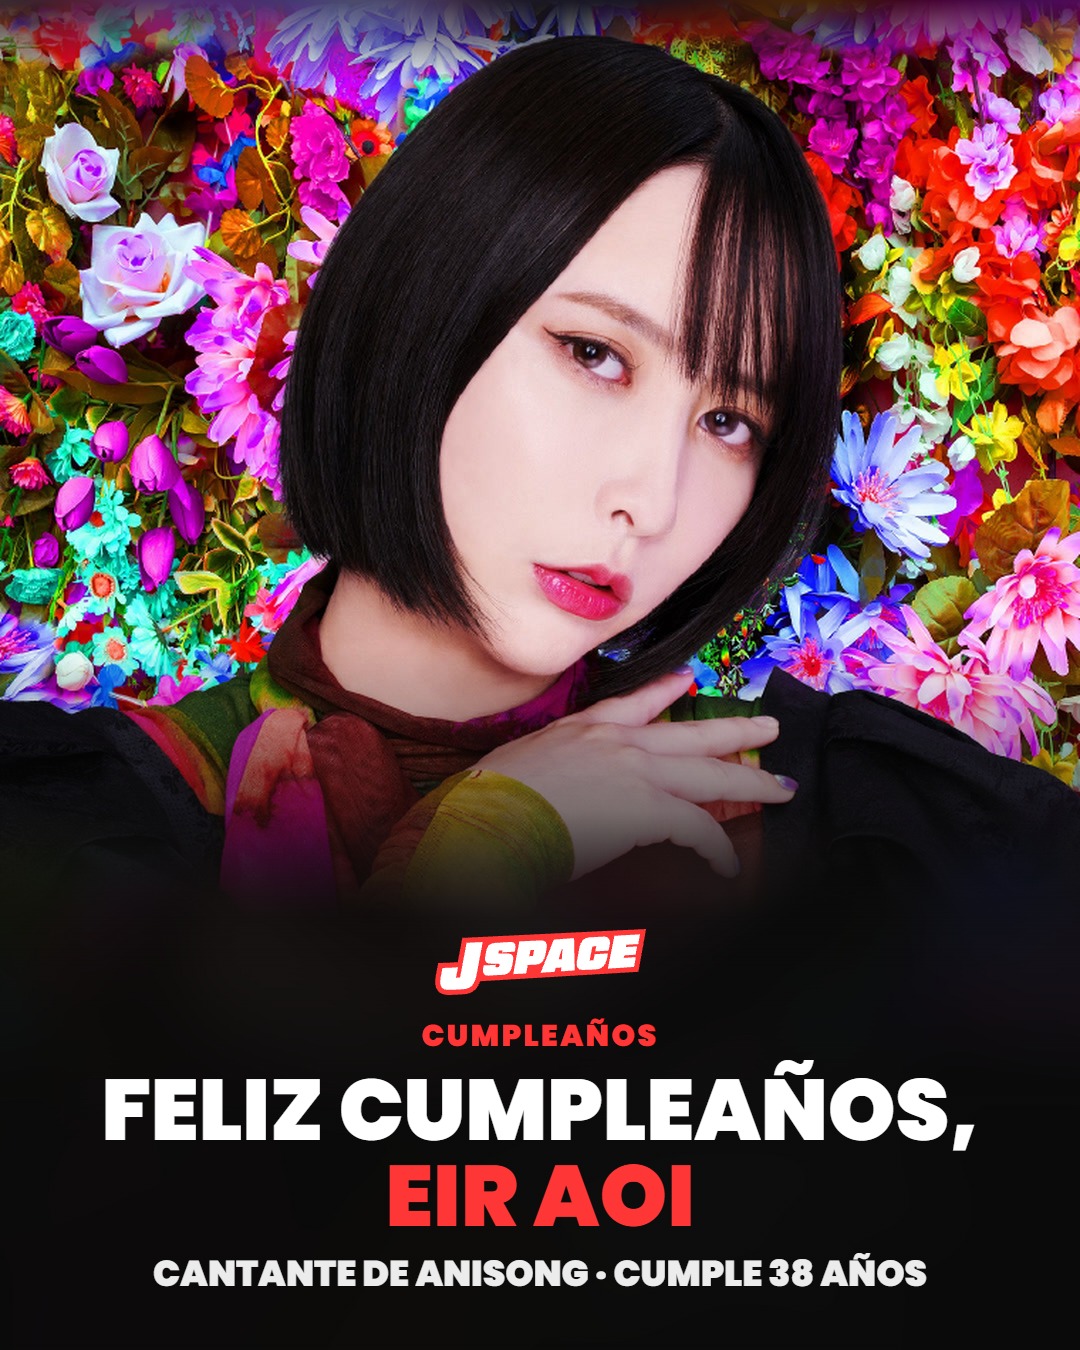 JSPACE
CUMPLEAÑOS
FELIZ CUMPLEAÑOS,
EIR AOI
CANTANTE DE ANISONG • CUMPLE 38 AÑOS